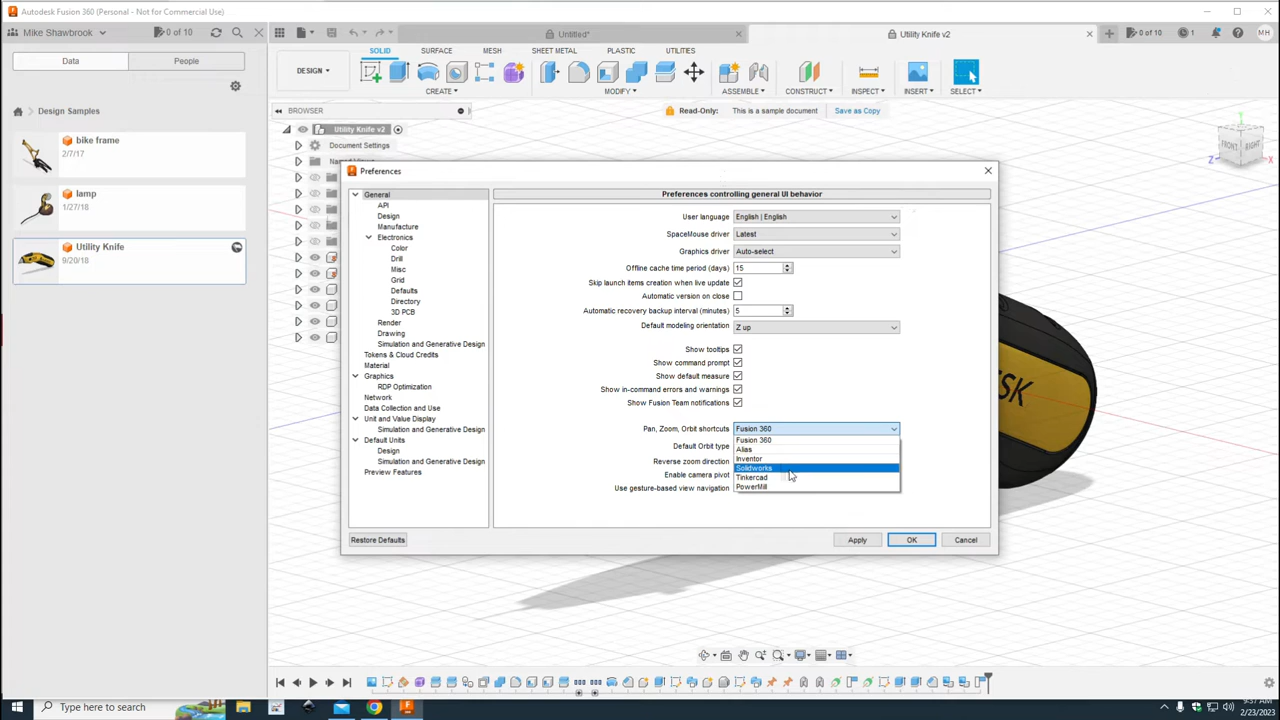 Autodesk Fusion 360 (Personal - Not for Commercial Use)
Mike Shawbrook
0 of 10
Untitled*
Utility Knife v2
0 of 10
1
MH
Data
People
SOLID
SURFACE
MESH
SHEET METAL
PLASTIC
UTILITIES
DESIGN
CREATE
MODIFY
ASSEMBLE
CONSTRUCT
INSPECT
INSERT
SELECT
Design Samples
BROWSER
Read-Only:
This is a sample document
Save as Copy
Utility Knife v2
Document Settings
Named Views
bike frame
2/7/17
lamp
1/27/18
Utility Knife
9/20/18
FRONT
RIGHT
Y
Z
X
Preferences
General
API
Design
Manufacture
Electronics
Color
Drill
Misc
Grid
Defaults
Directory
3D PCB
Render
Drawing
Simulation and Generative Design
Tokens & Cloud Credits
Material
Graphics
RDP Optimization
Network
Data Collection and Use
Unit and Value Display
Simulation and Generative Design
Default Units
Design
Simulation and Generative Design
Preview Features
Preferences controlling general UI behavior
User language English | English
SpaceMouse driver Latest
Graphics driver Auto-select
Offline cache time period (days) 15
Skip launch items creation when live update
Automatic version on close
Automatic recovery backup interval (minutes) 5
Default modeling orientation Z up
Show tooltips
Show command prompt
Show default measure
Show in-command errors and warnings
Show Fusion Team notifications
Pan, Zoom, Orbit shortcuts Fusion 360
Fusion 360
Alias
Inventor
Solidworks
Tinkercad
PowerMill
Default Orbit type
Reverse zoom direction
Enable camera pivot
Use gesture-based view navigation
Restore Defaults
Apply
OK
Cancel
SK
Type here to search
9:37 AM
2/23/2023